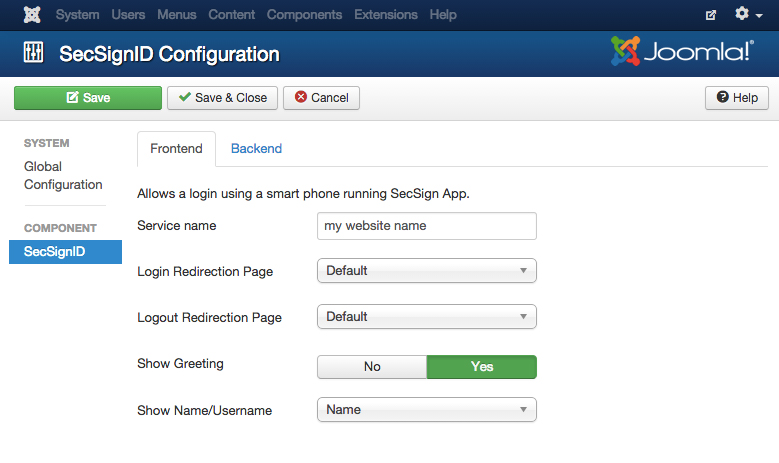 System Users Menus Content Components Extensions Help
SecSignID Configuration
Joomla!®
Save Save & Close Cancel Help
SYSTEM
Global
Configuration
COMPONENT
SecSignID
Frontend Backend
Allows a login using a smart phone running SecSign App.
Service name my website name
Login Redirection Page Default
Logout Redirection Page Default
Show Greeting No Yes
Show Name/Username Name